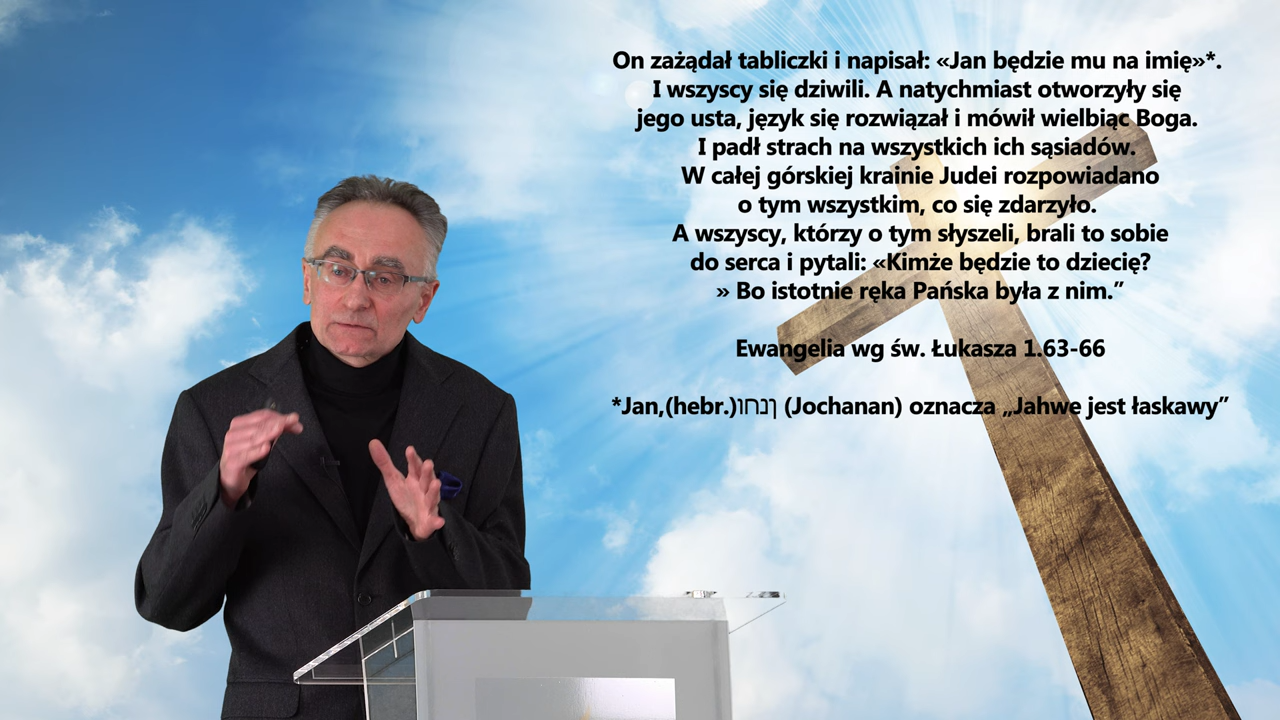 On zażądał tabliczki i napisał: «Jan będzie mu na imię»*.
I wszyscy się dziwili. A natychmiast otworzyły się
jego usta, język się rozwiązał i mówił wielbiąc Boga.
I padł strach na wszystkich ich sąsiadów.
W całej górskiej krainie Judei rozpowiadano
o tym wszystkim, co się zdarzyło.
A wszyscy, którzy o tym słyszeli, brali to sobie
do serca i pytali: «Kimże będzie to dziecię?
» Bo istotnie ręka Pańska była z nim.”
Ewangelia wg św. Łukasza 1.63-66
*Jan,(hebr.)ןנחו (Jochanan) oznacza „Jahwe jest łaskawy”